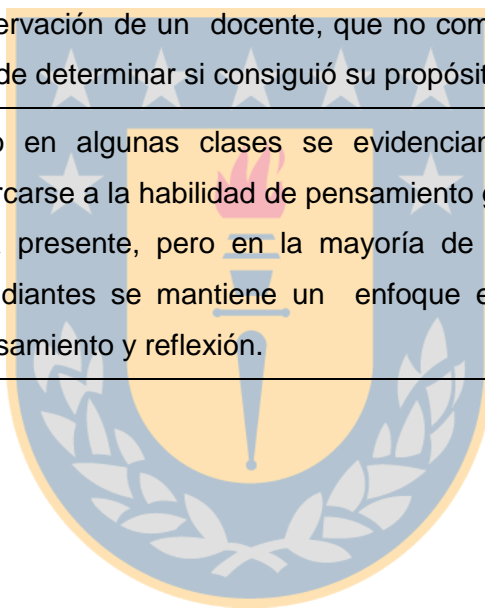 ervación de un docente, que no com
de determinar si consiguió su propósit
en algunas clases se evidencian
rcarse a la habilidad de pensamiento
presente, pero en la mayoría de
diantes se mantiene un enfoque e
samiento y reflexión.